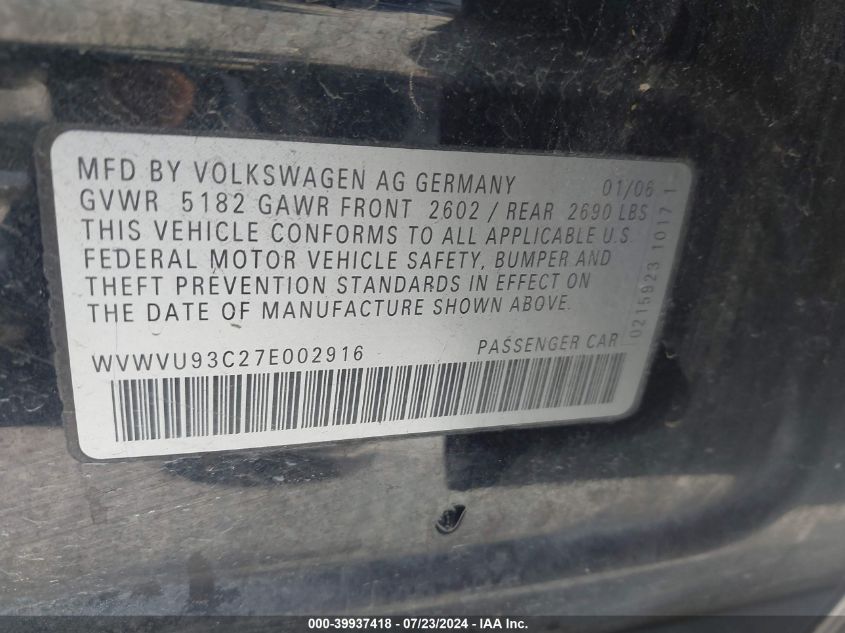 MFD BY VOLKSWAGEN AG GERMANY 01/06
GVWR 5182 GAWR FRONT 2602 / REAR 2690 LBS
THIS VEHICLE CONFORMS TO ALL APPLICABLE U.S
FEDERAL MOTOR VEHICLE SAFETY, BUMPER AND
THEFT PREVENTION STANDARDS IN EFFECT ON
THE DATE OF MANUFACTURE SHOWN ABOVE.
WVWVU93C27E002916 PASSENGER CAR
0215923 1017 1
000-39937418 - 07/23/2024 - IAA Inc.